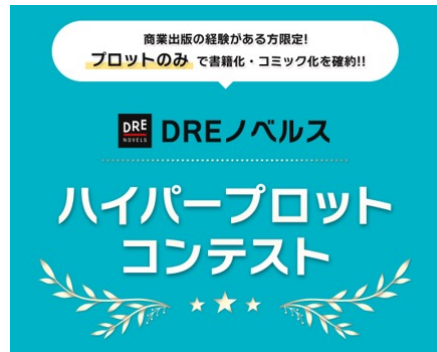 商業出版の経験がある方限定!
プロットのみ で書籍化・コミック化を確約!!
DRE NOVELS DREノベルス
ハイパープロット
コンテスト